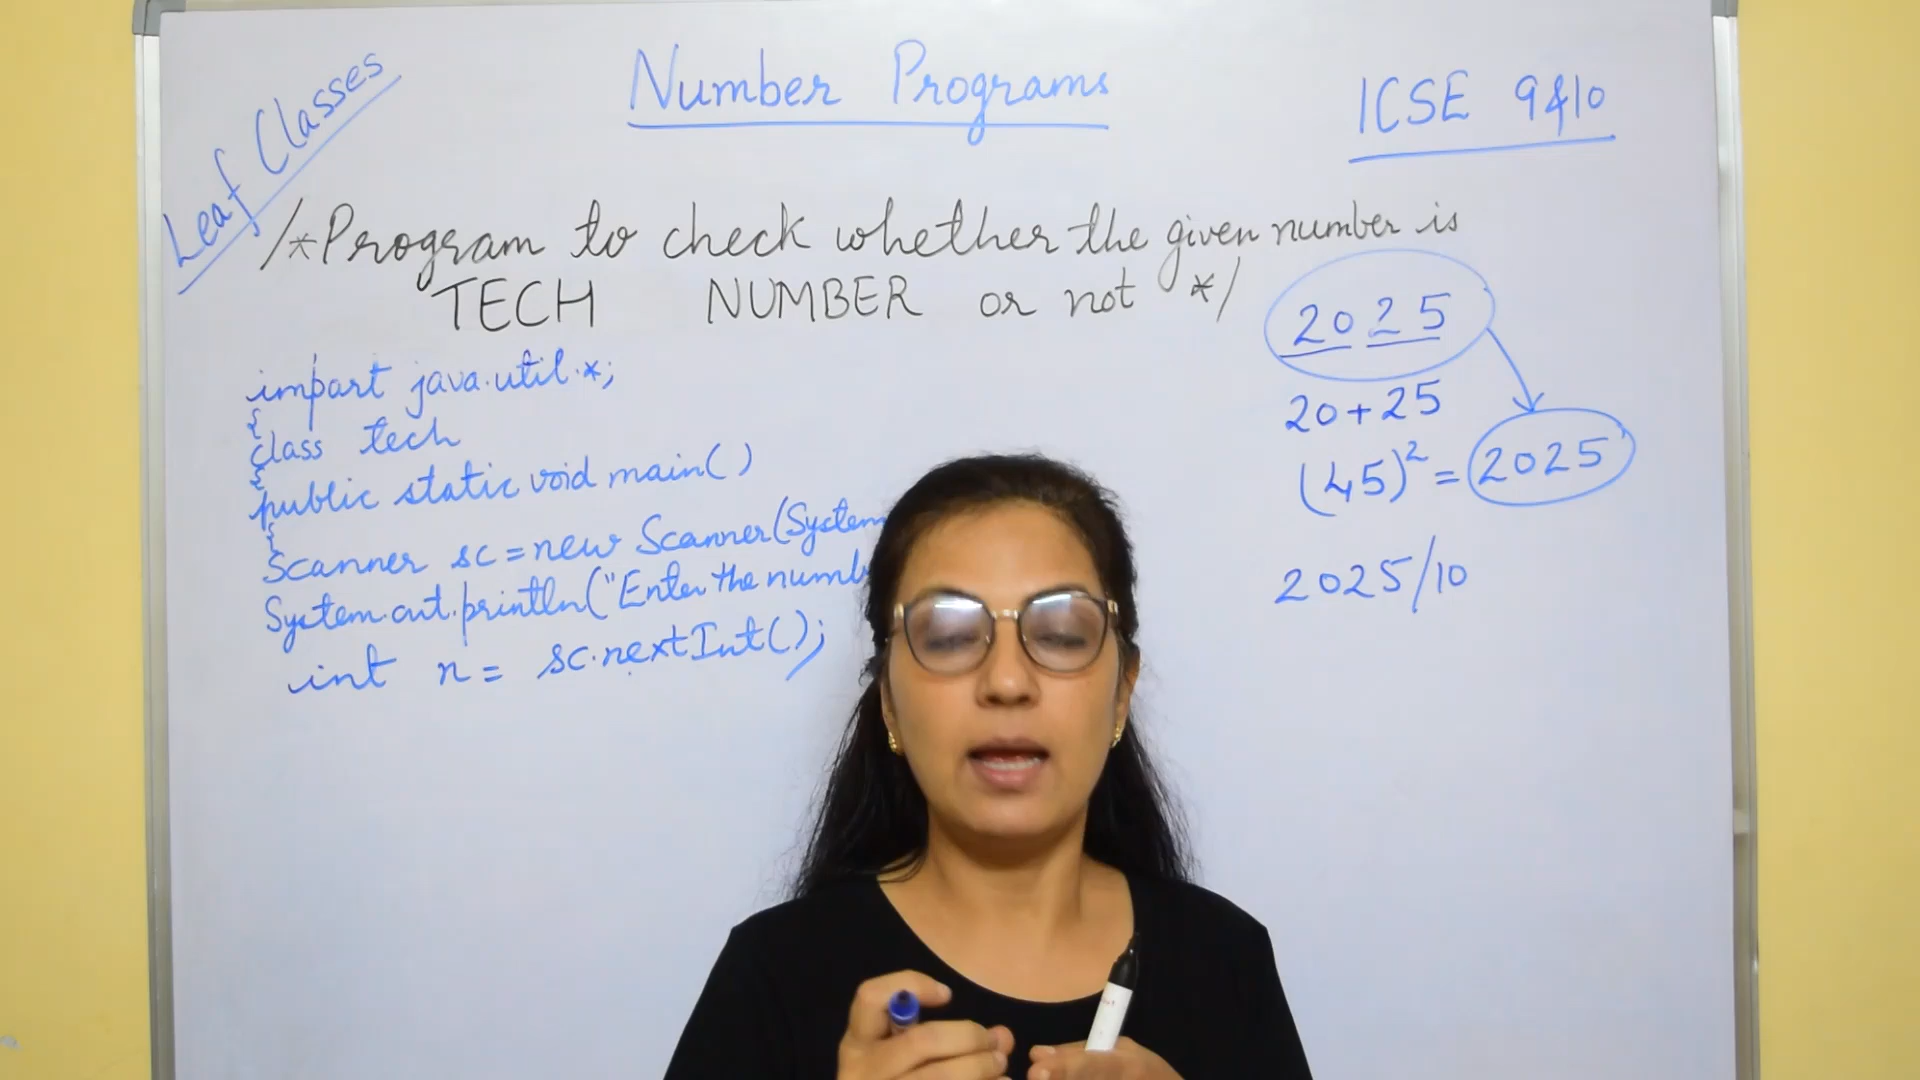 Leaf Classes
Number Programs
ICSE 9&10
/*Program to check whether the given number is
TECH NUMBER or not */
import java.util.*;
{
class tech
{
public static void main()
{
Scanner sc = new Scanner(System
System.out.println("Enter the numb
int n = sc.nextInt();
2025
20+25
(45)² = 2025
2025/10